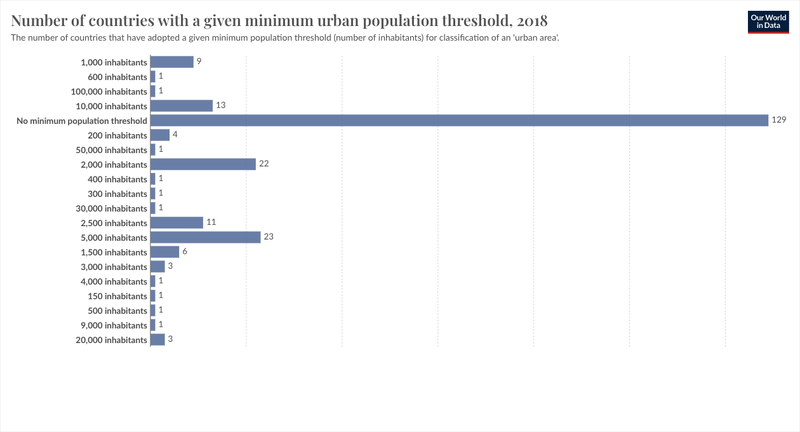 Number of countries with a given minimum urban population threshold, 2018
The number of countries that have adopted a given minimum population threshold (number of inhabitants) for classification of an 'urban area'.
Our World
in Data
1,000 inhabitants 9
600 inhabitants 1
100,000 inhabitants 1
10,000 inhabitants 13
No minimum population threshold 129
200 inhabitants 4
50,000 inhabitants 1
2,000 inhabitants 22
400 inhabitants 1
300 inhabitants 1
30,000 inhabitants 1
2,500 inhabitants 11
5,000 inhabitants 23
1,500 inhabitants 6
3,000 inhabitants 3
4,000 inhabitants 1
150 inhabitants 1
500 inhabitants 1
9,000 inhabitants 1
20,000 inhabitants 3